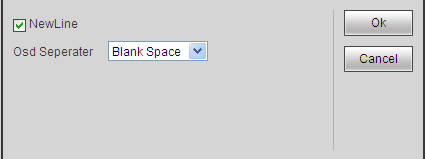 NewLine
Ok
Osd Seperater
Blank Space
Cancel